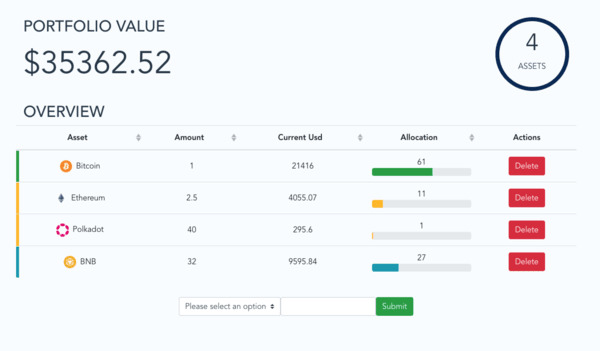 PORTFOLIO VALUE
$35362.52
4
ASSETS
OVERVIEW
Asset Amount Current Usd Allocation Actions
Bitcoin 1 21416 61 Delete
Ethereum 2.5 4055.07 11 Delete
Polkadot 40 295.6 1 Delete
BNB 32 9595.84 27 Delete
Please select an option Submit